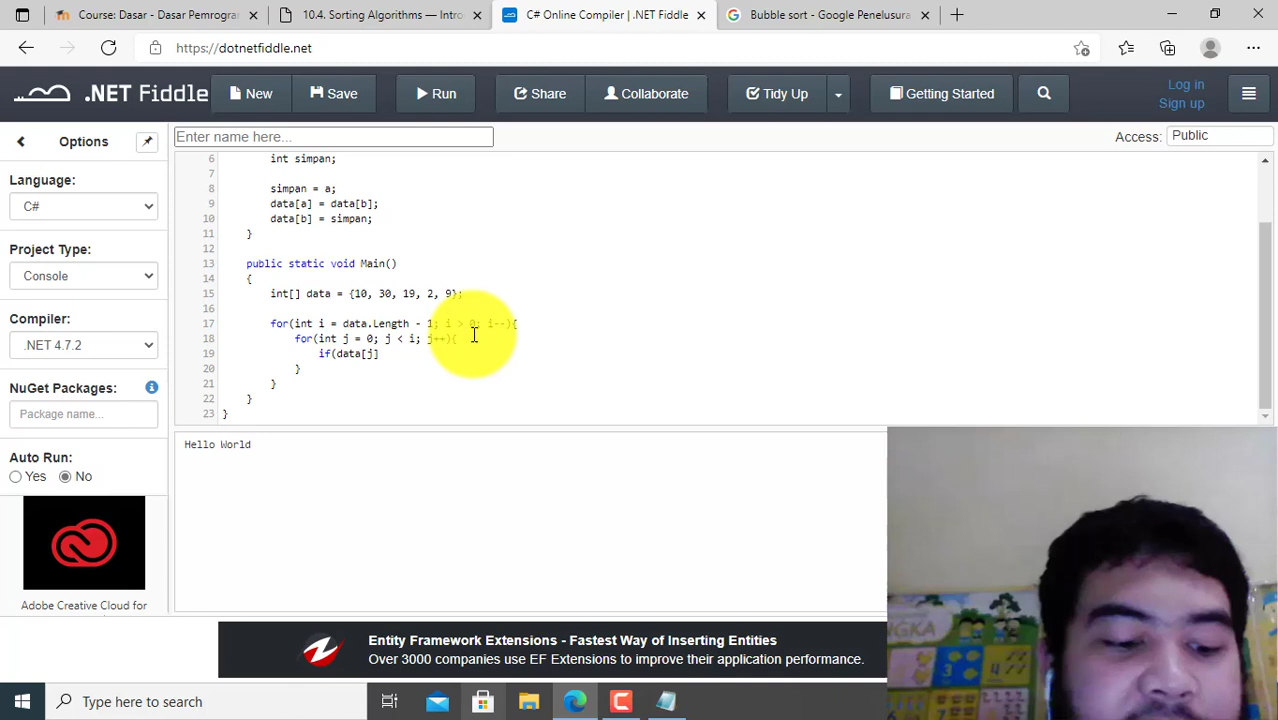 Course: Dasar - Dasar Pemrogra
10.4. Sorting Algorithms — Intro
C# Online Compiler | .NET Fiddle
Bubble sort - Google Penelusura
https://dotnetfiddle.net
.NET Fiddle
New
Save
Run
Share
Collaborate
Tidy Up
Getting Started
Log in
Sign up
Options
Enter name here...
Access:
Public
Language:
C#
Project Type:
Console
Compiler:
.NET 4.7.2
NuGet Packages:
Package name...
Auto Run:
Yes
No
6 int simpan;
7
8 simpan = a;
9 data[a] = data[b];
10 data[b] = simpan;
11 }
12
13 public static void Main()
14 {
15 int[] data = {10, 30, 19, 2, 9};
16
17 for(int i = data.Length - 1; i > 0; i--){
18 for(int j = 0; j < i; j++){
19 if(data[j]
20 }
21 }
22 }
23 }
Hello World
Adobe Creative Cloud for
Entity Framework Extensions - Fastest Way of Inserting Entities
Over 3000 companies use EF Extensions to improve their application performance.
NGKA
3
4
Type here to search